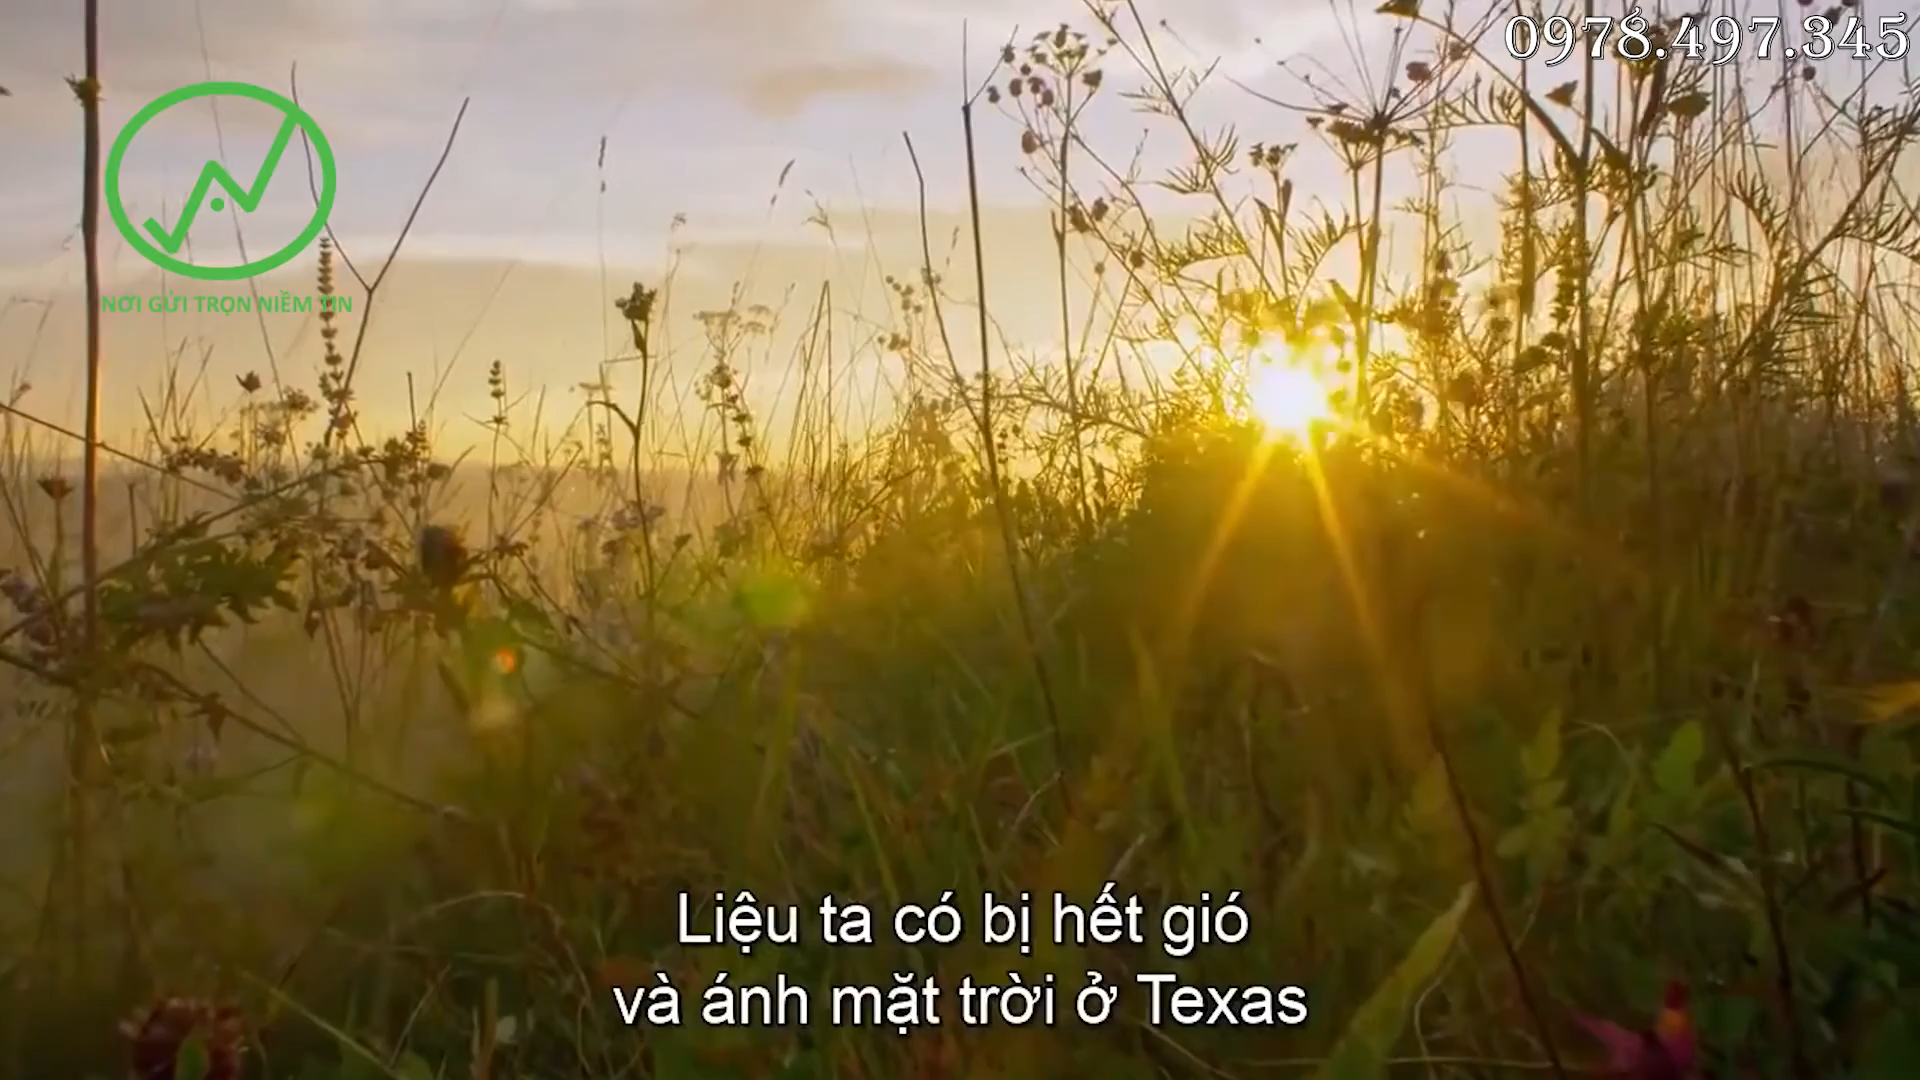 0978.497.345
NƠI GỬI TRỌN NIỀM TIN
Liệu ta có bị hết gió
và ánh mặt trời ở Texas